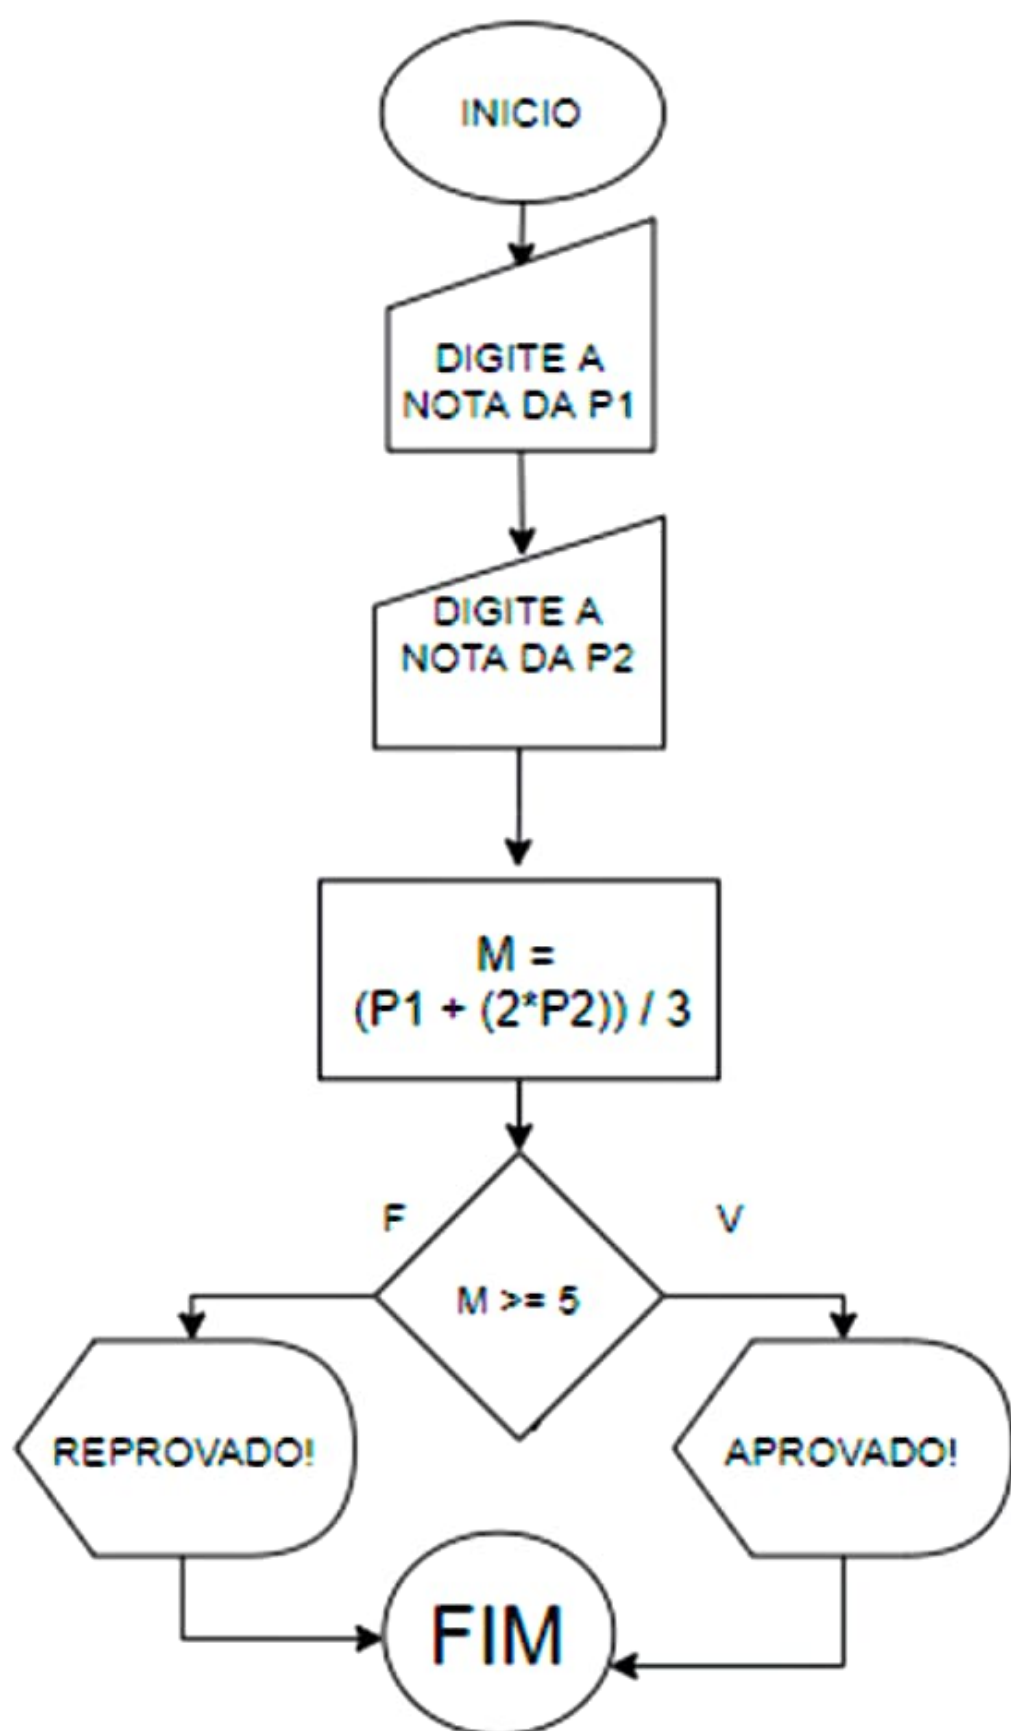 INICIO
DIGITE A
NOTA DA P1
DIGITE A
NOTA DA P2
M =
(P1 + (2*P2)) / 3
F
V
M >= 5
REPROVADO!
APROVADO!
FIM